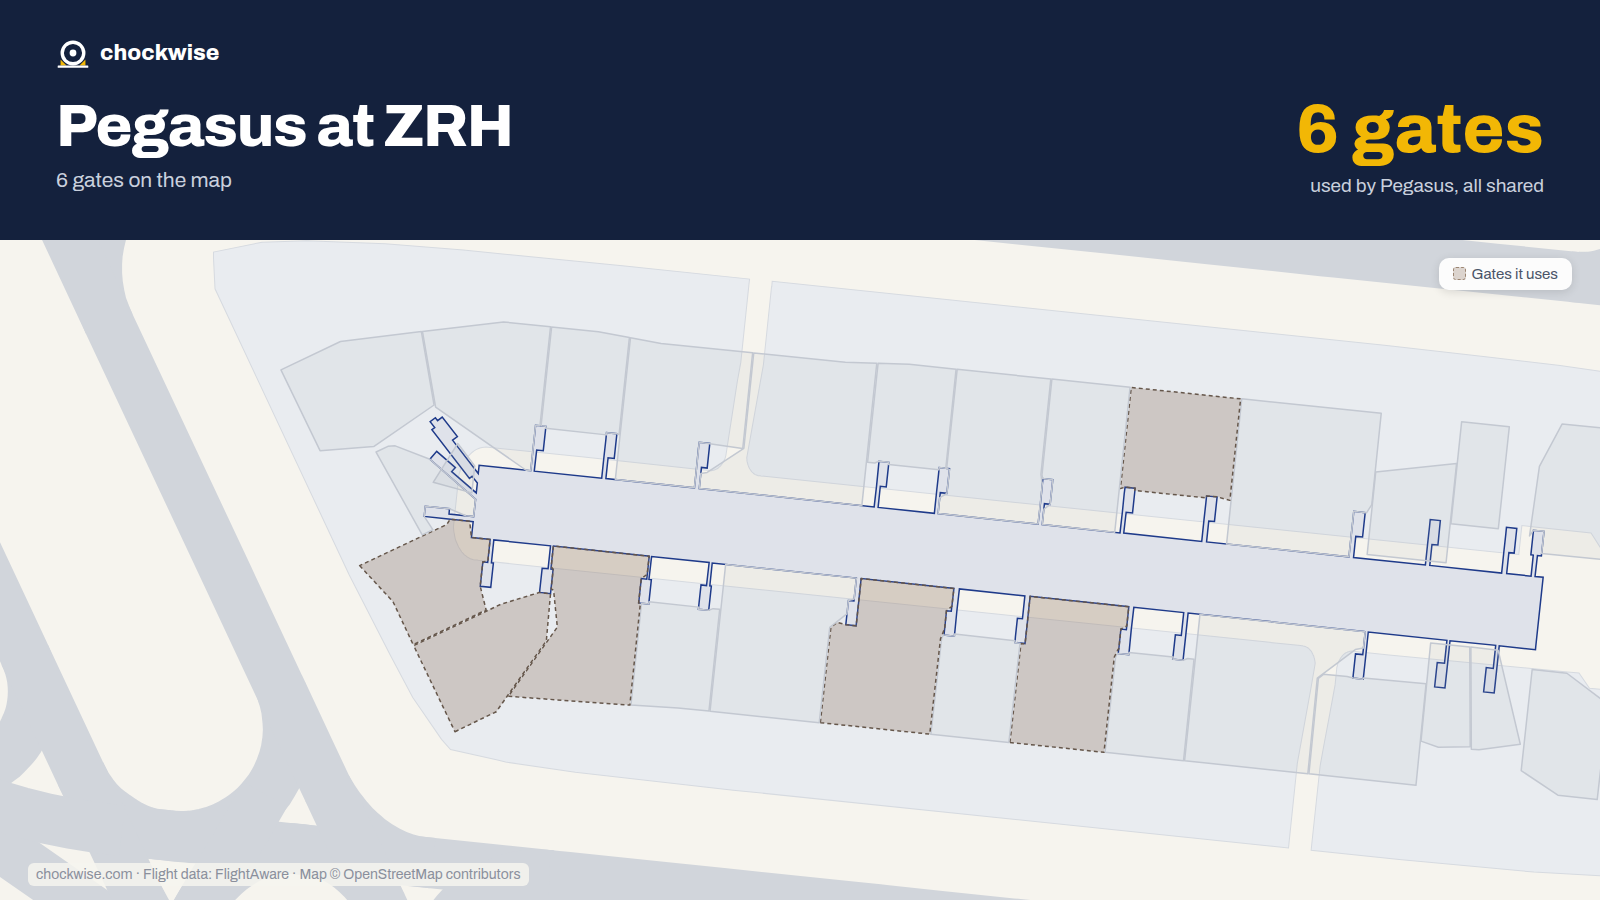 chockwise
Pegasus at ZRH
6 gates on the map
6 gates
used by Pegasus, all shared
Gates it uses
chockwise.com · Flight data: FlightAware · Map © OpenStreetMap contributors